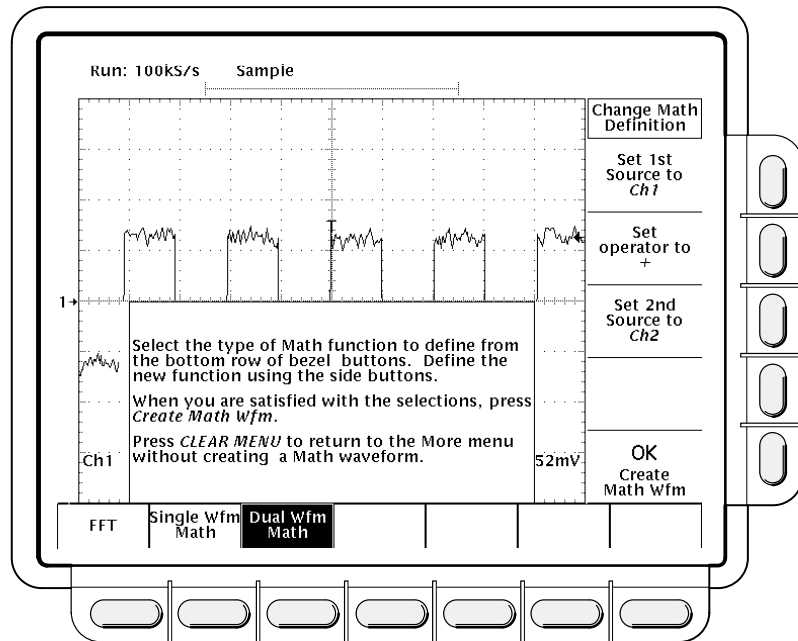 Run: 100kS/s Sample
Change Math
Definition
Set 1st
Source to
Ch1
Set
operator to
+
1
Set 2nd
Source to
Ch2
Select the type of Math function to define from
the bottom row of bezel buttons. Define the
new function using the side buttons.
When you are satisfied with the selections, press
Create Math Wfm.
Press CLEAR MENU to return to the More menu
without creating a Math waveform.
Ch1
52mV
OK
Create
Math Wfm
FFT
Single Wfm
Math
Dual Wfm
Math